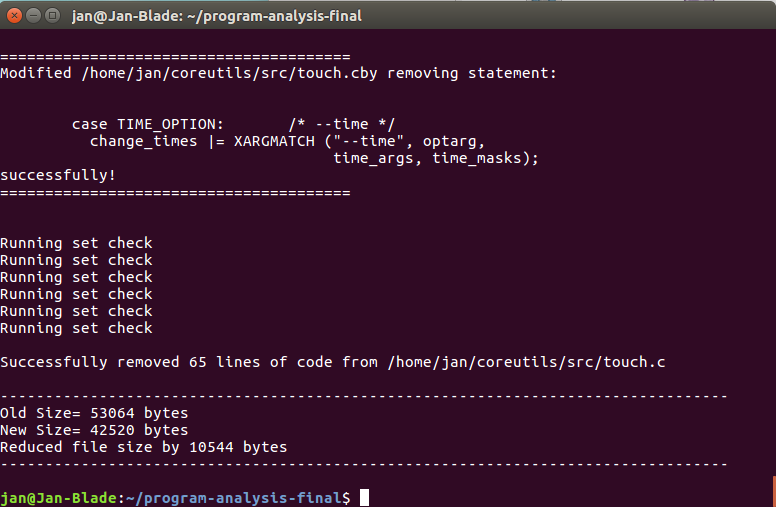 jan@Jan-Blade: ~/program-analysis-final
=======================================
Modified /home/jan/coreutils/src/touch.cby removing statement:
        case TIME_OPTION:       /* --time */
          change_times |= XARGMATCH ("--time", optarg,
                                     time_args, time_masks);
successfully!
=======================================
Running set check
Running set check
Running set check
Running set check
Running set check
Running set check
Successfully removed 65 lines of code from /home/jan/coreutils/src/touch.c
---------------------------------------------------------------------------------
Old Size= 53064 bytes
New Size= 42520 bytes
Reduced file size by 10544 bytes
---------------------------------------------------------------------------------
jan@Jan-Blade:~/program-analysis-final$